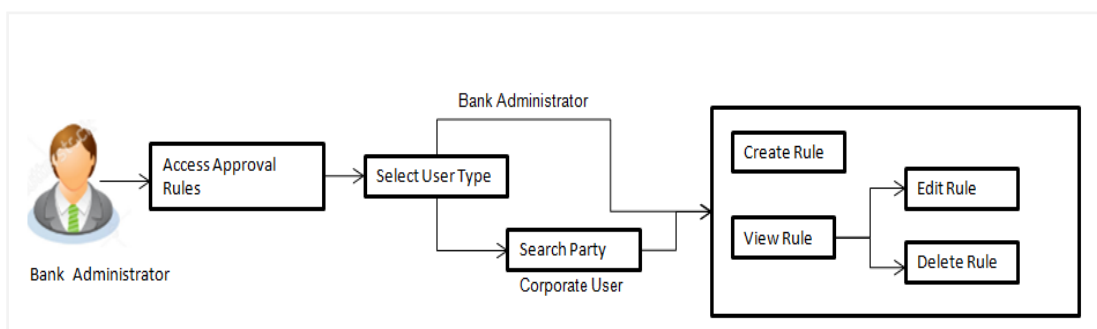 Bank Administrator
Access Approval
Rules
Select User Type
Bank Administrator
Search Party
Corporate User
Create Rule
View Rule
Edit Rule
Delete Rule